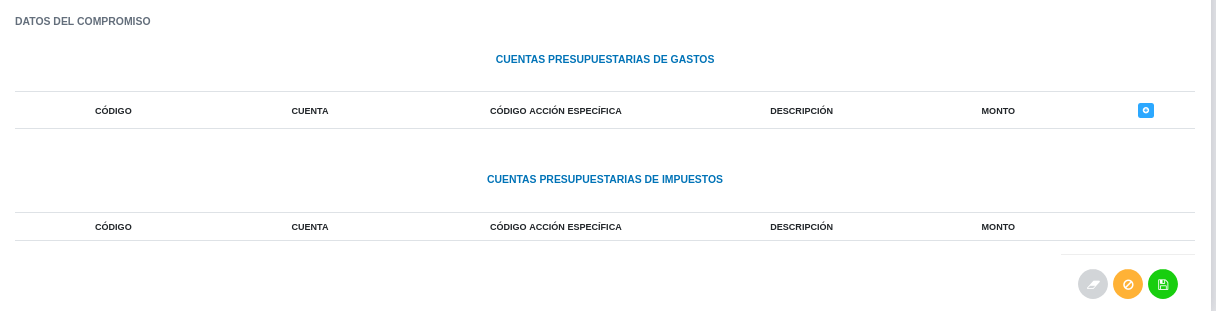 DATOS DEL COMPROMISO
CUENTAS PRESUPUESTARIAS DE GASTOS
CÓDIGO CUENTA CÓDIGO ACCIÓN ESPECÍFICA DESCRIPCIÓN MONTO
CUENTAS PRESUPUESTARIAS DE IMPUESTOS
CÓDIGO CUENTA CÓDIGO ACCIÓN ESPECÍFICA DESCRIPCIÓN MONTO